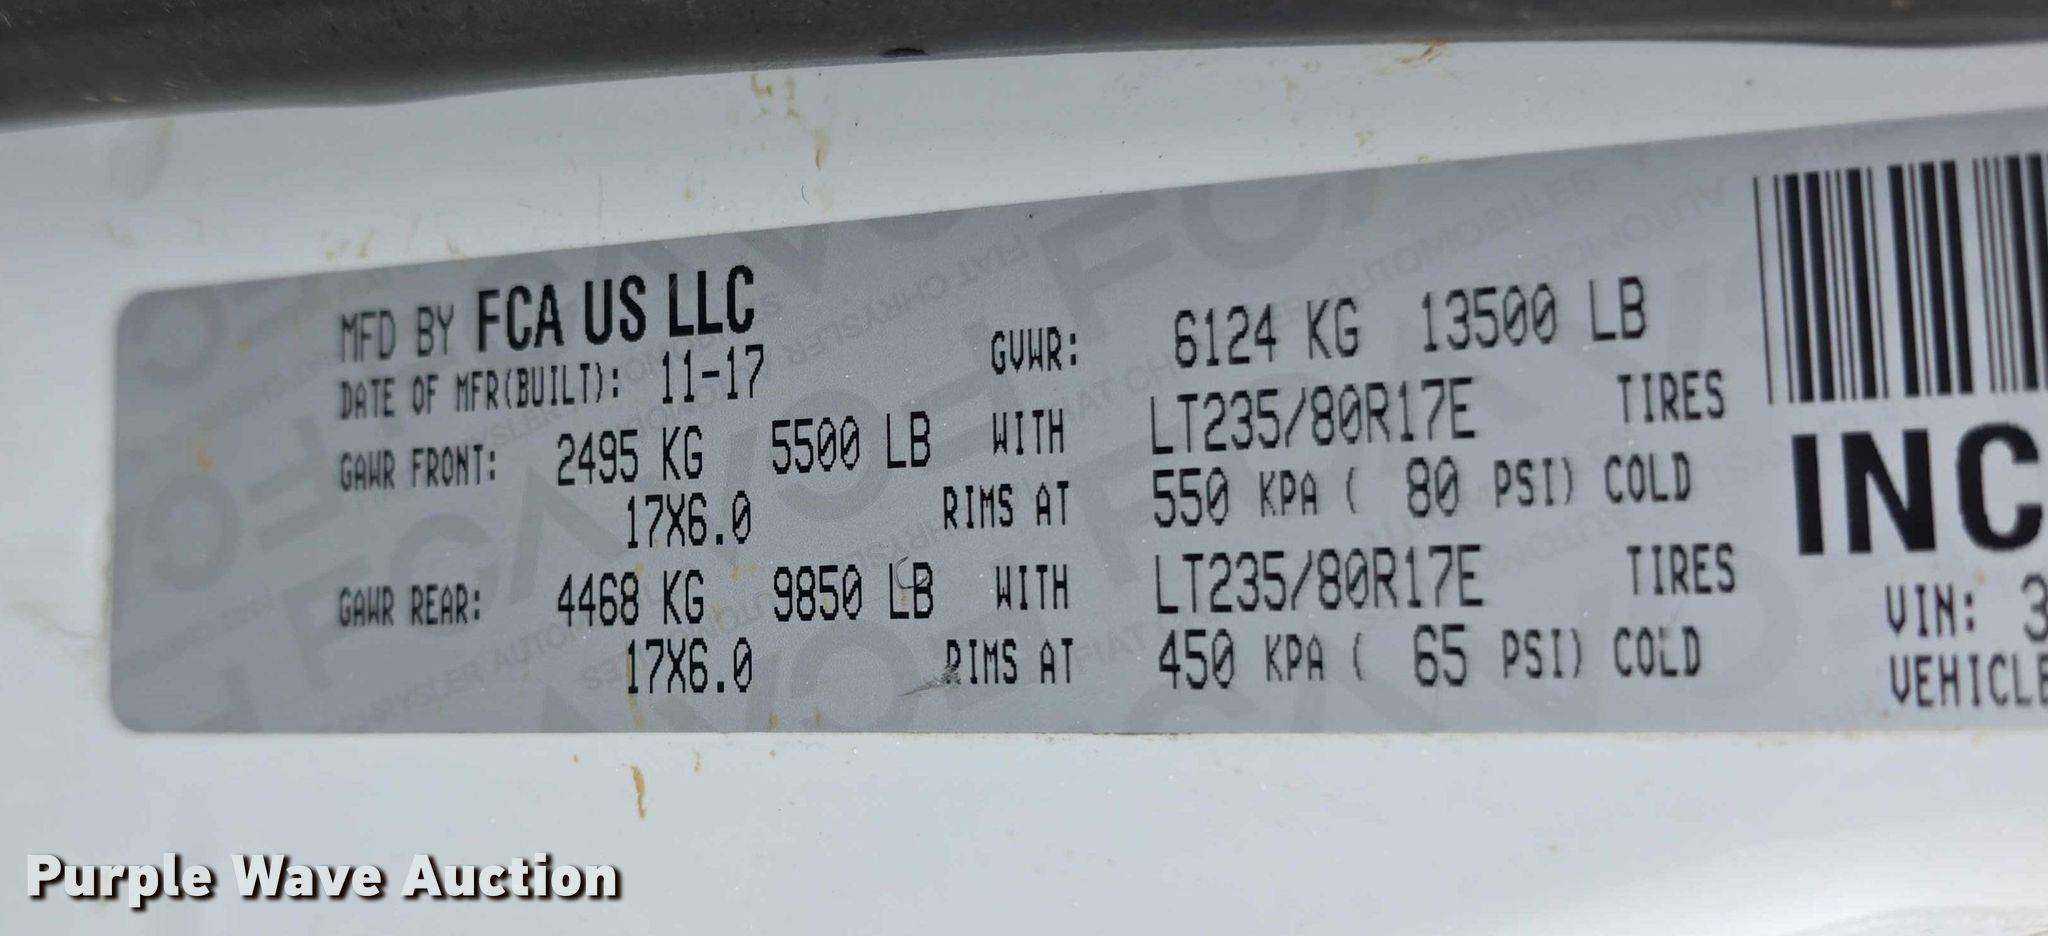 MFD BY FCA US LLC
DATE OF MFR(BUILT): 11-17
GVWR: 6124 KG 13500 LB
GAWR FRONT: 2495 KG 5500 LB WITH LT235/80R17E TIRES
17X6.0 RIMS AT 550 KPA ( 80 PSI) COLD
GAWR REAR: 4468 KG 9850 LB WITH LT235/80R17E TIRES
17X6.0 RIMS AT 450 KPA ( 65 PSI) COLD
INC
VIN: 3
VEHICLE
Purple Wave Auction